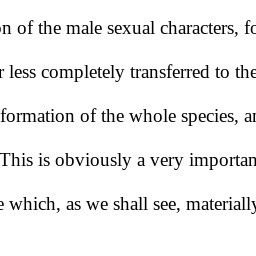 on of the male sexual characters, fo
r less completely transferred to the
formation of the whole species, an
This is obviously a very importan
e which, as we shall see, materially